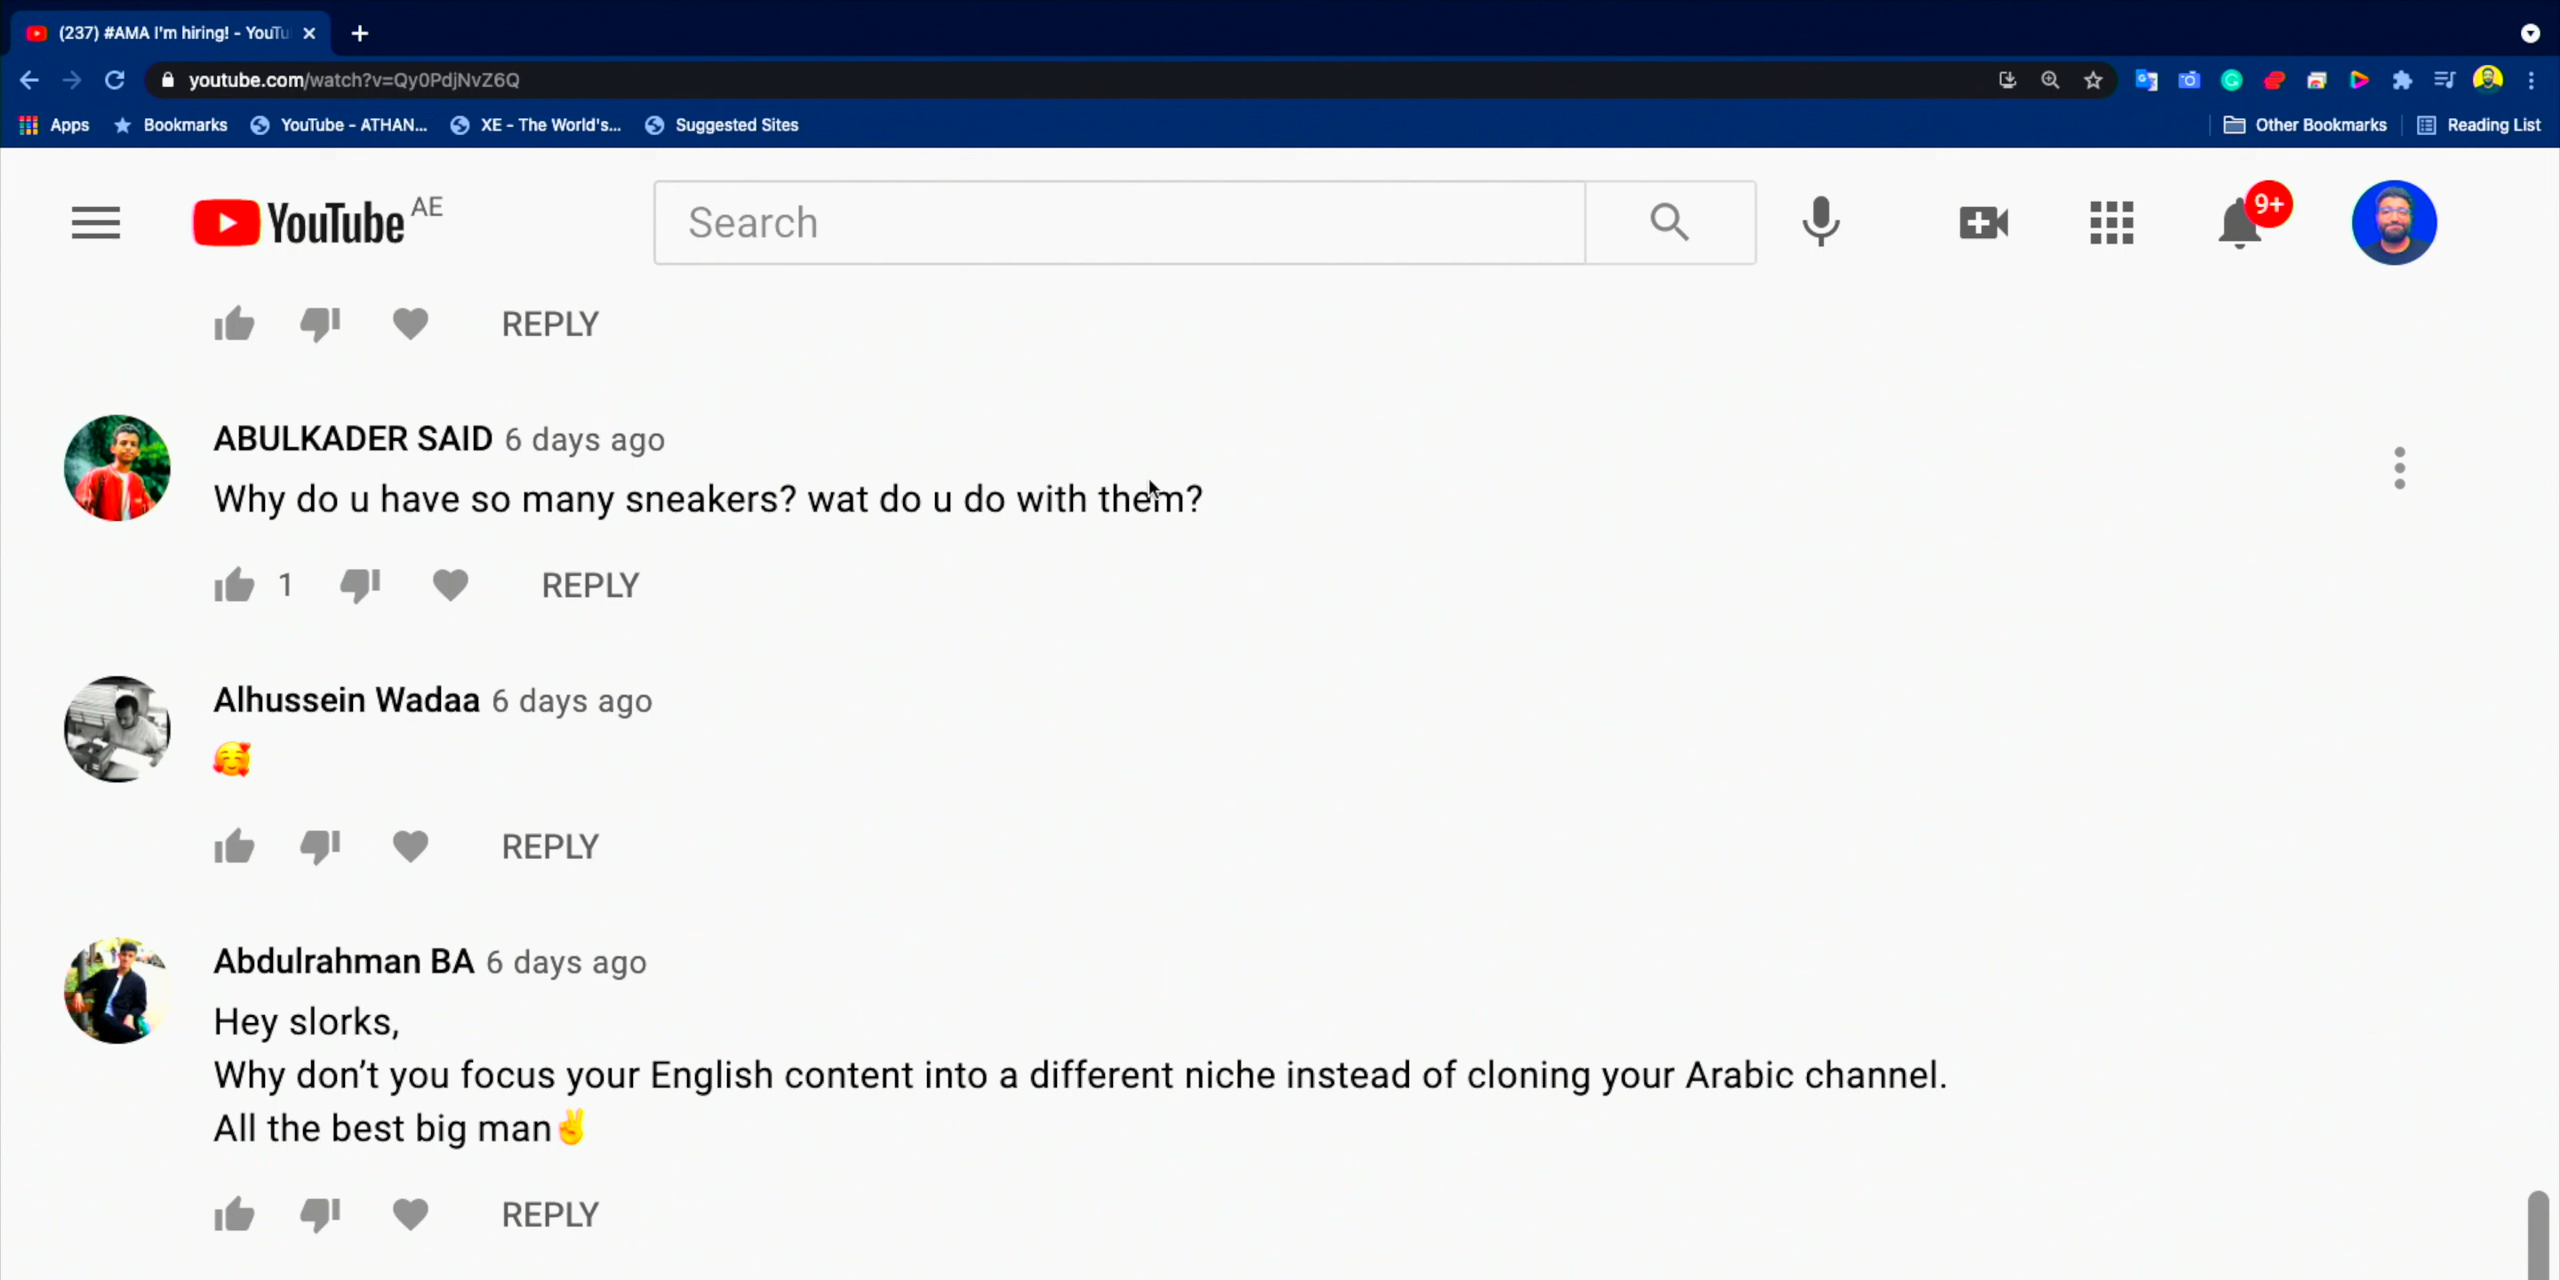 (237) #AMA I'm hiring! - YouTu
youtube.com/watch?v=Qy0PdjNvZ6Q
Apps Bookmarks YouTube - ATHAN... XE - The World's... Suggested Sites Other Bookmarks Reading List
YouTube AE Search 9+
REPLY
ABULKADER SAID 6 days ago
Why do u have so many sneakers? wat do u do with them?
1 REPLY
Alhussein Wadaa 6 days ago
🥰
REPLY
Abdulrahman BA 6 days ago
Hey slorks,
Why don’t you focus your English content into a different niche instead of cloning your Arabic channel.
All the best big man✌
REPLY